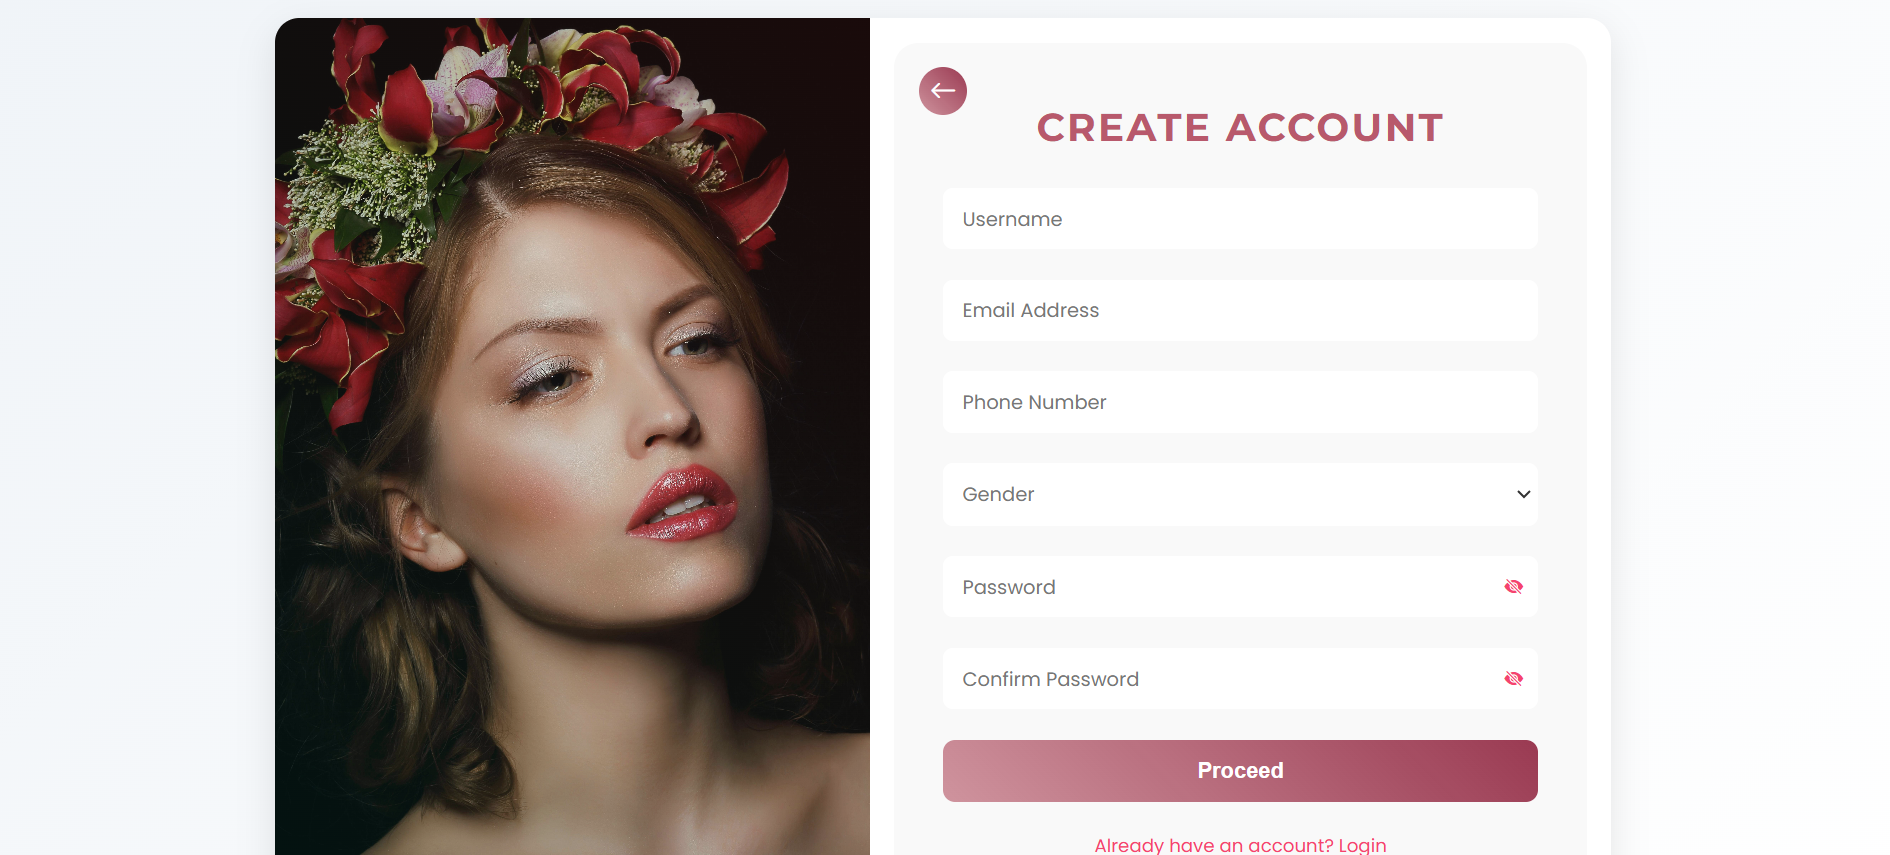 CREATE ACCOUNT
Username
Email Address
Phone Number
Gender
Password
Confirm Password
Proceed
Already have an account? Login